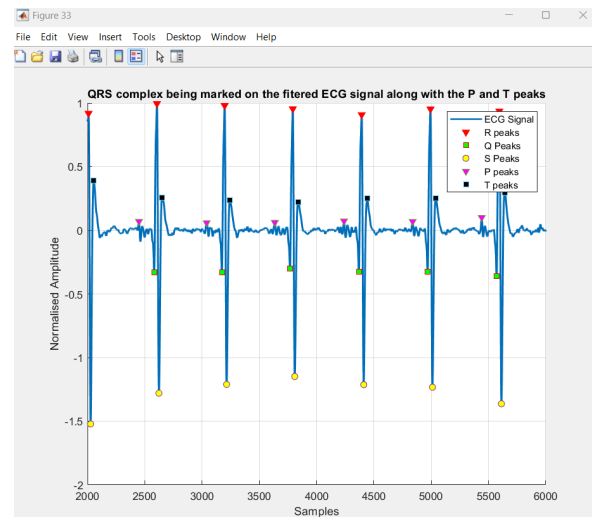 Figure 33
File Edit View Insert Tools Desktop Window Help
QRS complex being marked on the fitered ECG signal along with the P and T peaks
ECG Signal
R peaks
Q Peaks
S Peaks
P peaks
T peaks
1
0.5
0
-0.5
-1
-1.5
-2
Normalised Amplitude
2000 2500 3000 3500 4000 4500 5000 5500 6000
Samples